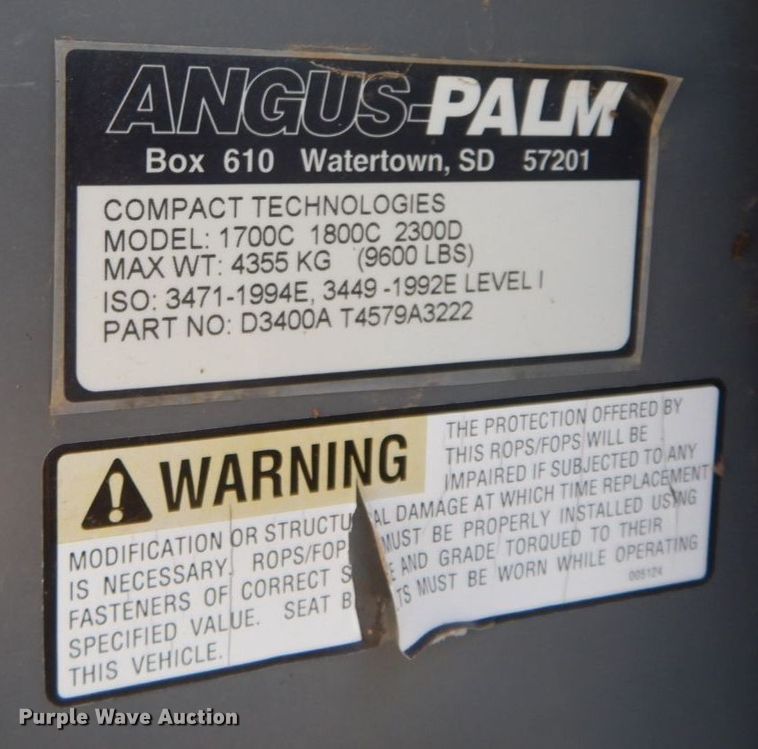 ANGUS-PALM
Box 610 Watertown, SD 57201
COMPACT TECHNOLOGIES
MODEL: 1700C 1800C 2300D
MAX WT: 4355 KG (9600 LBS)
ISO: 3471-1994E, 3449 -1992E LEVEL I
PART NO: D3400A T4579A3222
WARNING
THE PROTECTION OFFERED BY
THIS ROPS/FOPS WILL BE
IMPAIRED IF SUBJECTED TO ANY
MODIFICATION OR STRUCTU AL DAMAGE AT WHICH TIME REPLACEMENT
IS NECESSARY. ROPS/FOP MUST BE PROPERLY INSTALLED USING
FASTENERS OF CORRECT S E AND GRADE TORQUED TO THEIR
SPECIFIED VALUE. SEAT B TS MUST BE WORN WHILE OPERATING
THIS VEHICLE.
005124
Purple Wave Auction